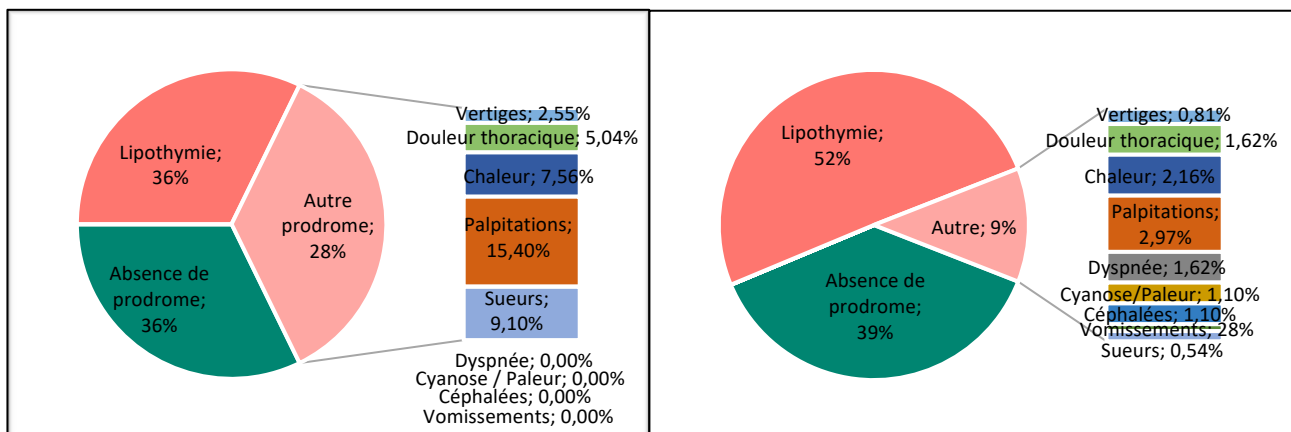 Lipothymie;
36%
Autre
prodrome;
28%
Absence de
prodrome;
36%
Vertiges; 2,55%
Douleur thoracique; 5,04%
Chaleur; 7,56%
Palpitations;
15,40%
Sueurs;
9,10%
Dyspnée; 0,00%
Cyanose / Paleur; 0,00%
Céphalées; 0,00%
Vomissements; 0,00%
Lipothymie;
52%
Autre; 9%
Absence de
prodrome;
39%
Vertiges; 0,81%
Douleur thoracique; 1,62%
Chaleur; 2,16%
Palpitations;
2,97%
Dyspnée; 1,62%
Cyanose/Paleur; 1,10%
Céphalées; 1,10%
Vomissements; 28%
Sueurs; 0,54%